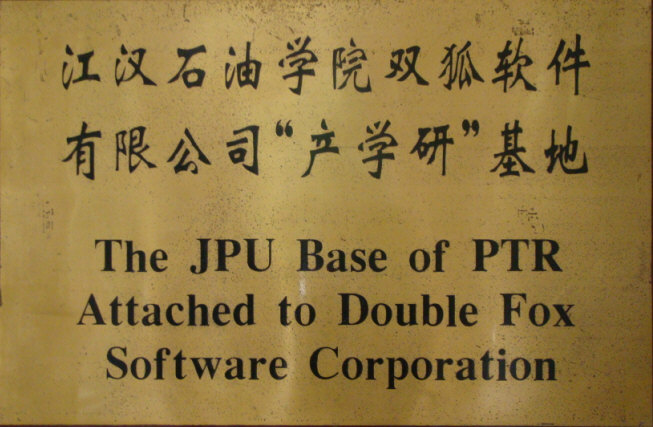 江汉石油学院双狐软件
有限公司“产学研”基地
The JPU Base of PTR
Attached to Double Fox
Software Corporation